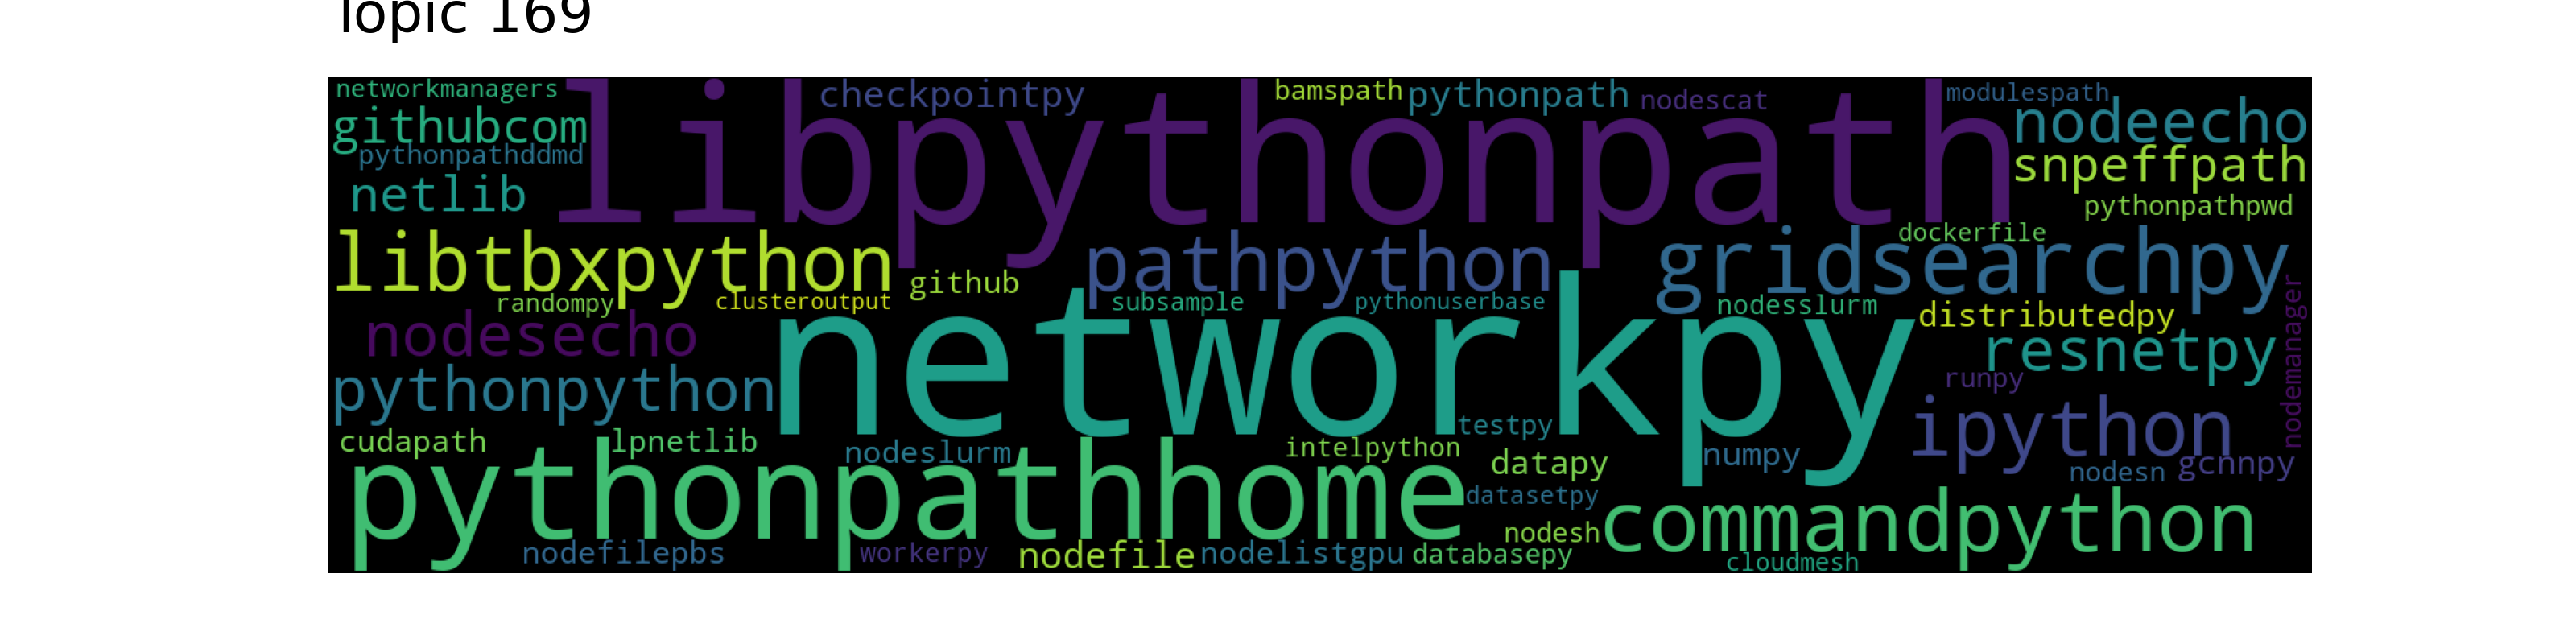 Topic 169
networkmanagers
checkpointpy
bamspath
pythonpath
nodescat
modulespath
githubcom
libpythonpath
nodeecho
pythonpathddmd
snpeffpath
netlib
pythonpathpwd
libtbxpython
pathpython
gridsearchpy
dockerfile
github
randompy
clusteroutput
subsample
pythonuserbase
nodesslurm
distributedpy
nodemanager
nodesecho
networkpy
resnetpy
runpy
pythonpython
testpy
ipython
cudapath
lpnetlib
nodeslurm
intelpython
datapy
numpy
nodesn
gcnnpy
pythonpathhome
datasetpy
nodesh
commandpython
nodefilepbs
workerpy
nodefile
nodelistgpu
databasepy
cloudmesh